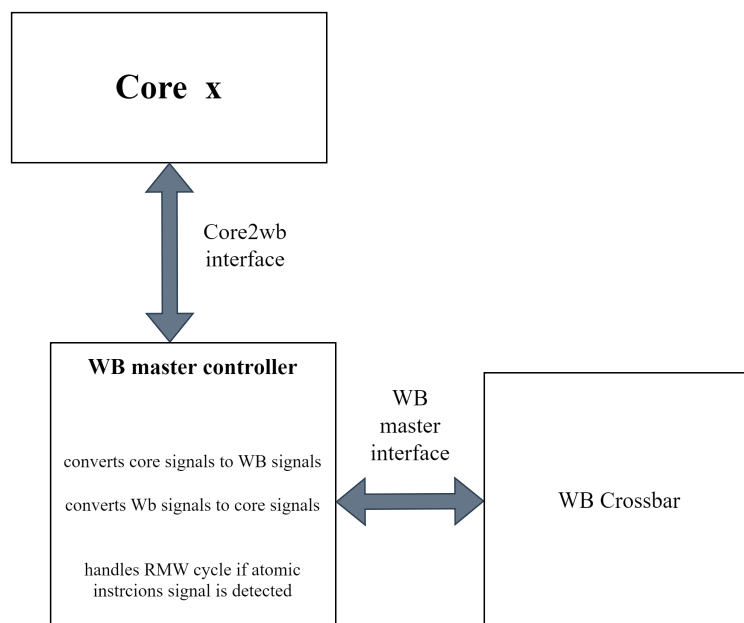 Core x
Core2wb
interface
WB master controller
converts core signals to WB signals
converts Wb signals to core signals
handles RMW cycle if atomic
instrcions signal is detected
WB
master
interface
WB Crossbar